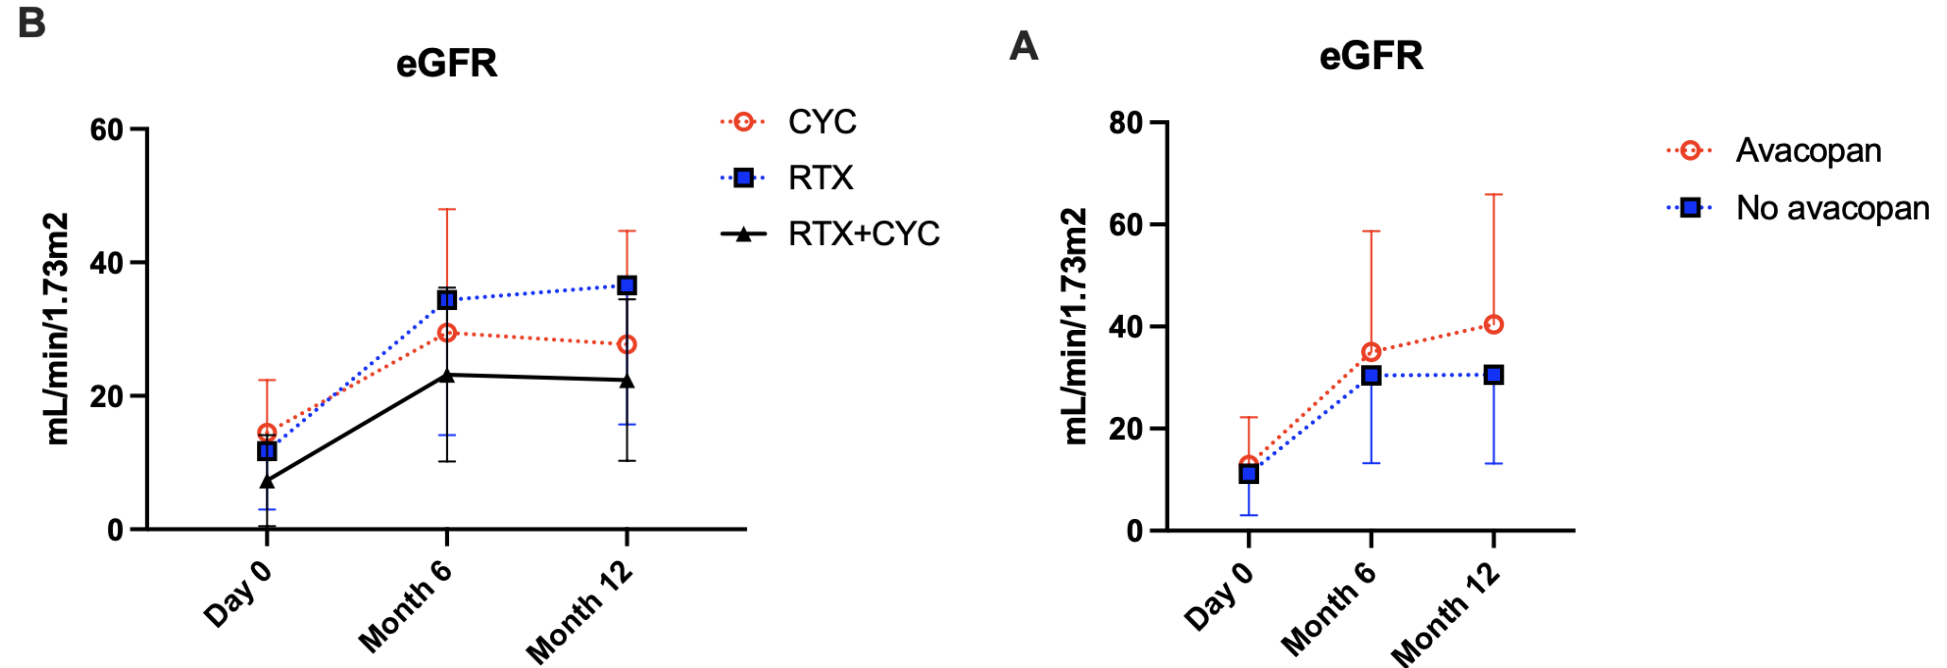 B
eGFR
mL/min/1.73m2
60
40
20
0
Day 0
Month 6
Month 12
CYC
RTX
RTX+CYC
A
eGFR
mL/min/1.73m2
80
60
40
20
0
Day 0
Month 6
Month 12
Avacopan
No avacopan